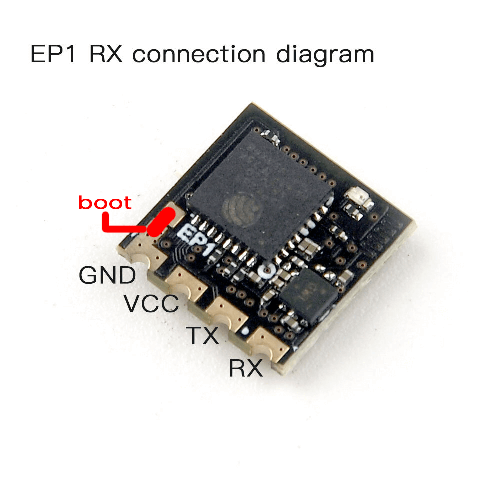 EP1 RX connection diagram
boot
EP1
GND
VCC
TX
RX